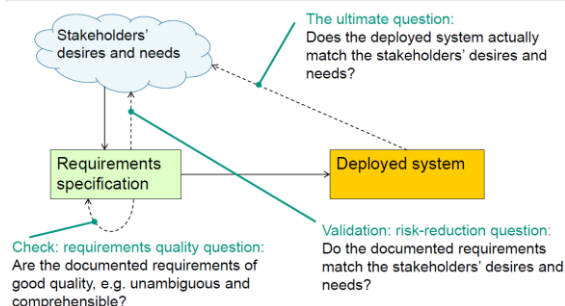 Stakeholders'
desires and needs
The ultimate question:
Does the deployed system actually
match the stakeholders' desires and
needs?
Requirements
specification
Deployed system
Check: requirements quality question:
Are the documented requirements of
good quality, e.g. unambiguous and
comprehensible?
Validation: risk-reduction question:
Do the documented requirements
match the stakeholders' desires and
needs?